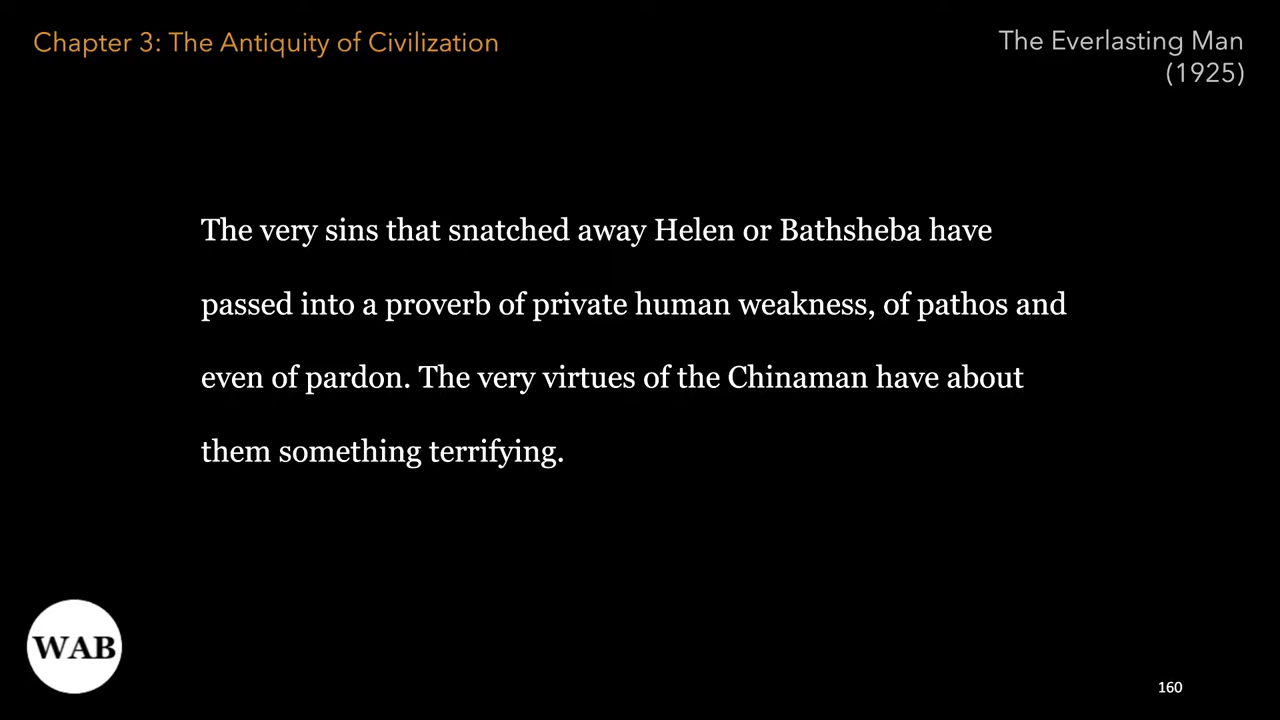 Chapter 3: The Antiquity of Civilization
The Everlasting Man
(1925)
The very sins that snatched away Helen or Bathsheba have
passed into a proverb of private human weakness, of pathos and
even of pardon. The very virtues of the Chinaman have about
them something terrifying.
WAB
160